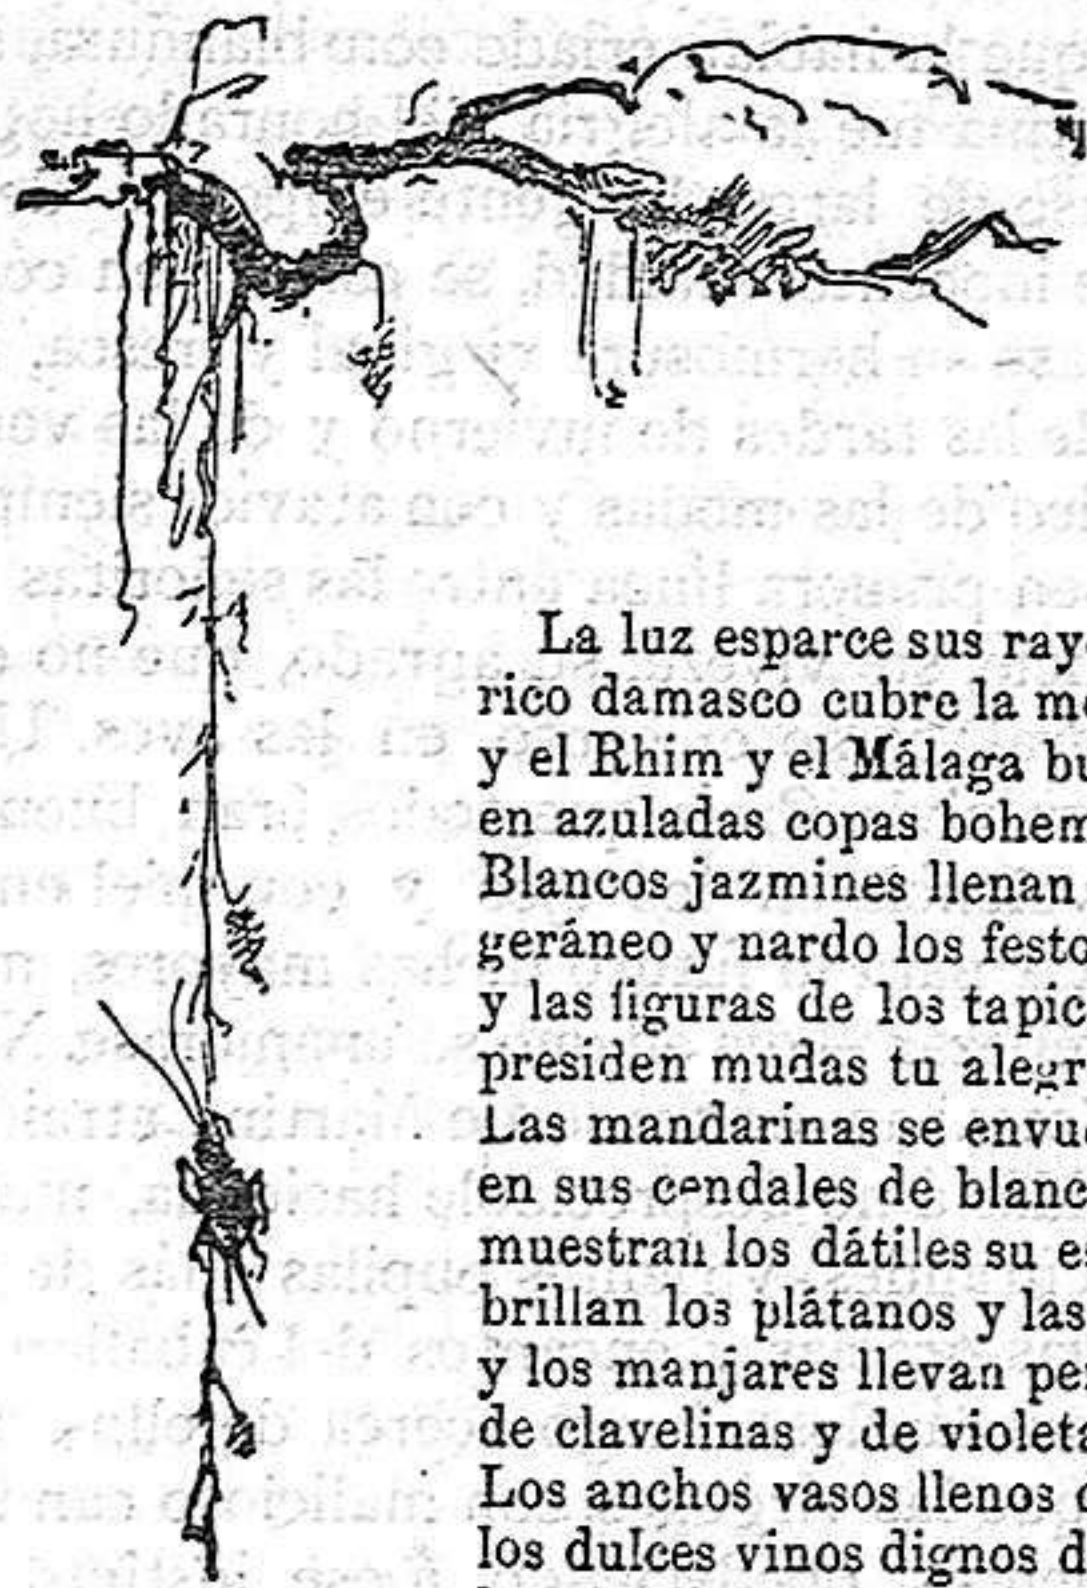 La luz esparce sus ray
rico damasco cubre la m
y el Rhim y el Málaga bu
en azuladas copas bohem
Blancos jazmines llenan
geráneo y nardo los festo
y las figuras de los tapic
presiden mudas tu alegr
Las mandarinas se envu
en sus cendales de blanc
muestran los dátiles su e
brillan los plátanos y las
y los manjares llevan pe
de clavelinas y de violeta
Los anchos vasos llenos
los dulces vinos dignos d